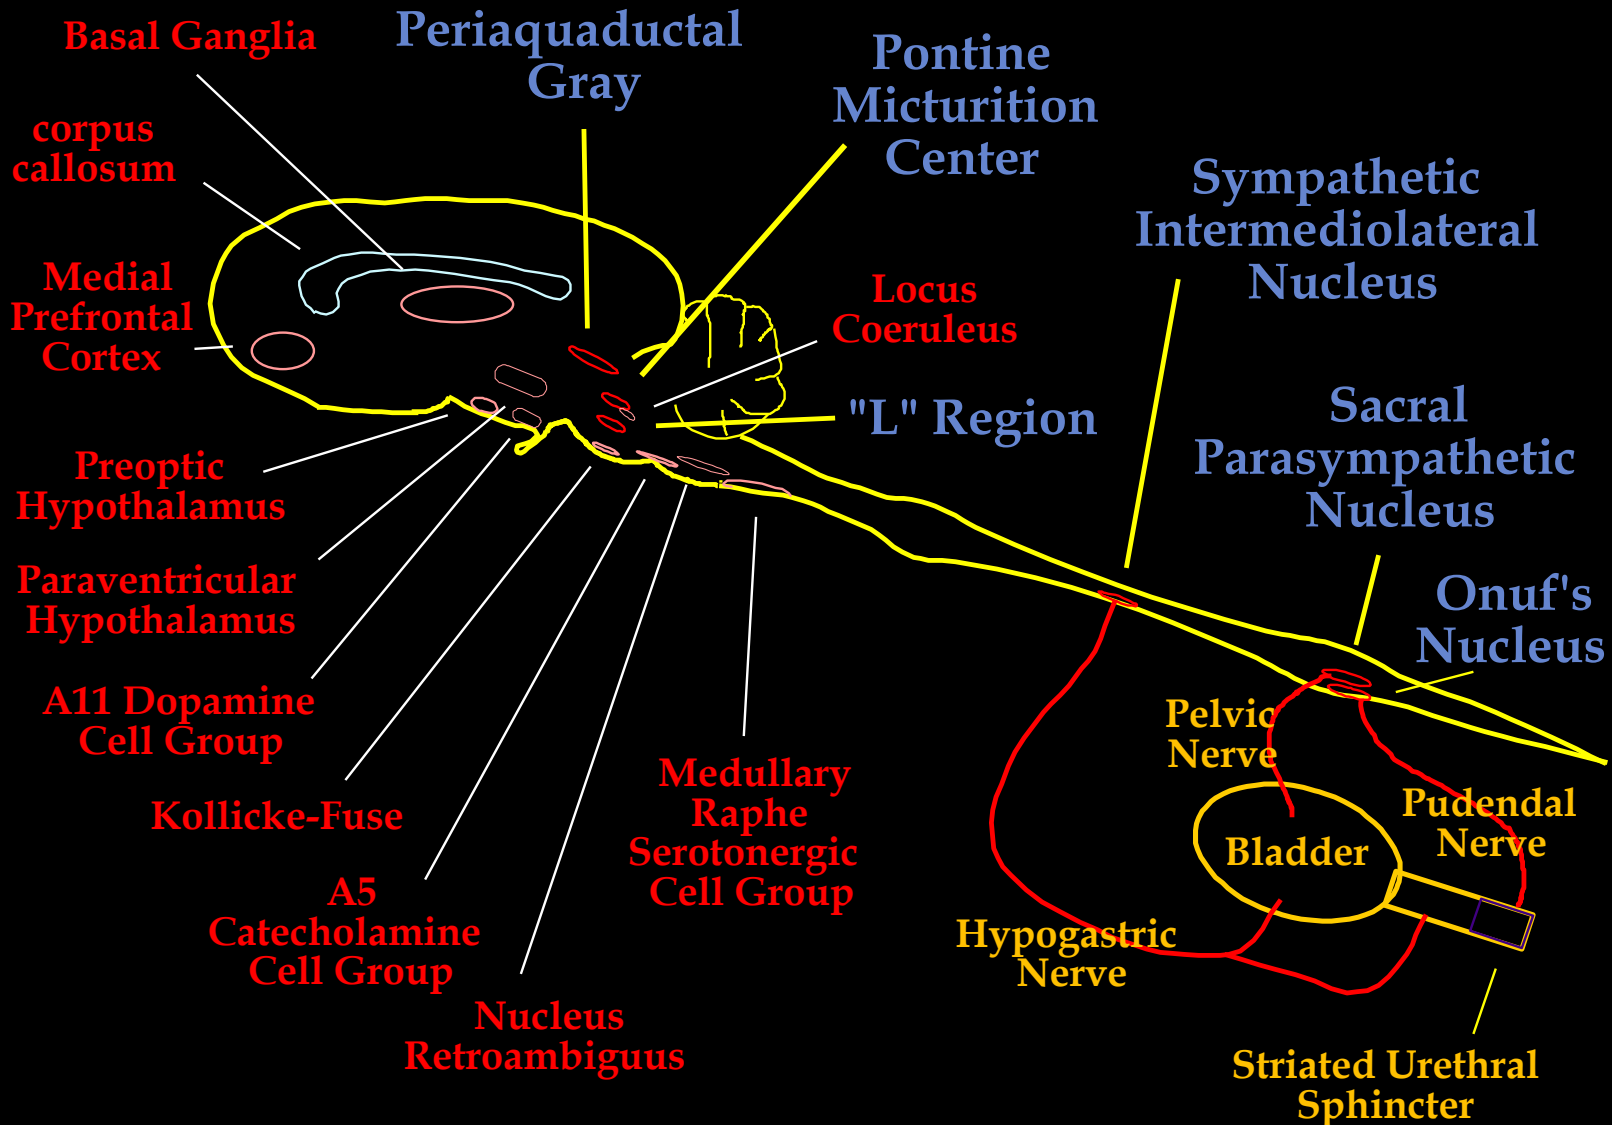 Basal Ganglia
Periaquaductal
Gray
Pontine
Micturition
Center
corpus
callosum
Sympathetic
Intermediolateral
Nucleus
Medial
Prefrontal
Cortex
Locus
Coeruleus
"L" Region
Sacral
Parasympathetic
Nucleus
Preoptic
Hypothalamus
Paraventricular
Hypothalamus
Onuf's
Nucleus
A11 Dopamine
Cell Group
Pelvic
Nerve
Kollicke-Fuse
Medullary
Raphe
Serotonergic
Cell Group
Pudendal
Nerve
Bladder
A5
Catecholamine
Cell Group
Hypogastric
Nerve
Nucleus
Retroambiguus
Striated Urethral
Sphincter